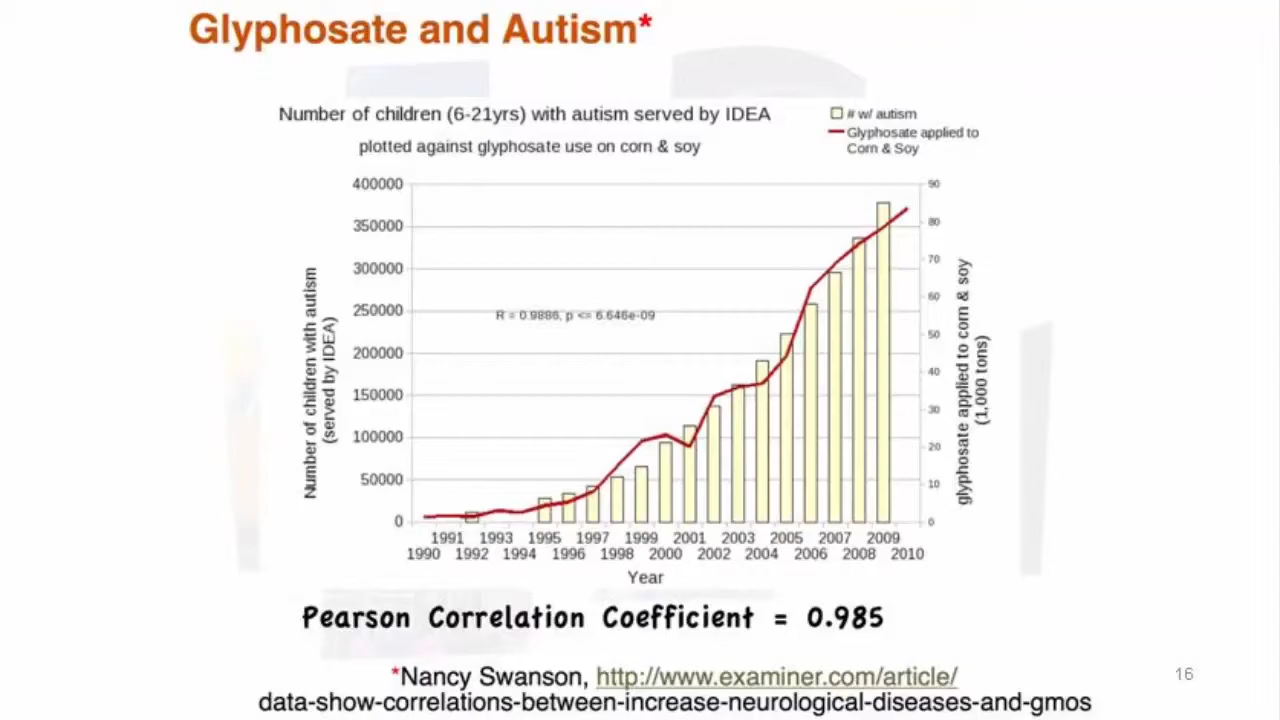 Glyphosate and Autism*
Number of children (6-21yrs) with autism served by IDEA
plotted against glyphosate use on corn & soy
# w/ autism
Glyphosate applied to
Corn & Soy
400000
350000
300000
250000
200000
150000
100000
50000
0
Number of children with autism
(served by IDEA)
R = 0.9886, p <= 6.646e-09
90
80
70
60
50
40
30
20
10
0
glyphosate applied to corn & soy
(1,000 tons)
1991 1993 1995 1997 1999 2001 2003 2005 2007 2009
1990 1992 1994 1996 1998 2000 2002 2004 2006 2008 2010
Year
Pearson Correlation Coefficient = 0.985
*Nancy Swanson, http://www.examiner.com/article/
data-show-correlations-between-increase-neurological-diseases-and-gmos
16